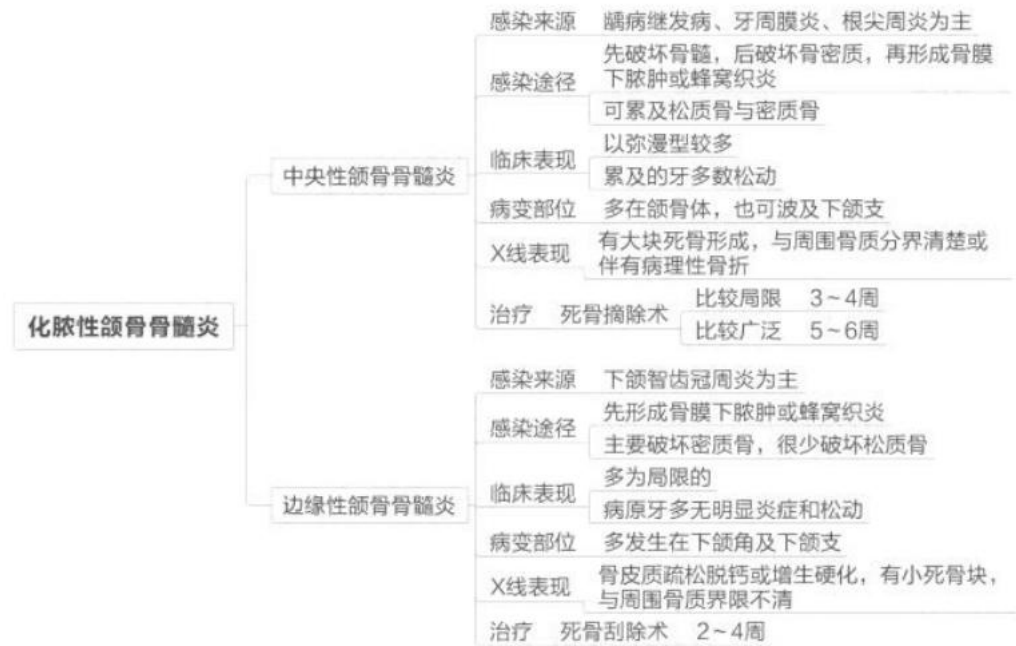 化脓性颌骨骨髓炎
中央性颌骨骨髓炎
感染来源 龋病继发病、牙周膜炎、根尖周炎为主
感染途径
先破坏骨髓，后破坏骨密质，再形成骨膜
下脓肿或蜂窝织炎
可累及松质骨与密质骨
临床表现
以弥漫型较多
累及的牙多数松动
病变部位 多在颌骨体，也可波及下颌支
X线表现
有大块死骨形成，与周围骨质分界清楚或
伴有病理性骨折
治疗 死骨摘除术
比较局限 3～4周
比较广泛 5～6周
边缘性颌骨骨髓炎
感染来源 下颌智齿冠周炎为主
感染途径
先形成骨膜下脓肿或蜂窝织炎
主要破坏密质骨，很少破坏松质骨
临床表现
多为局限的
病原牙多无明显炎症和松动
病变部位 多发生在下颌角及下颌支
X线表现
骨皮质疏松脱钙或增生硬化，有小死骨块，
与周围骨质界限不清
治疗 死骨刮除术 2～4周